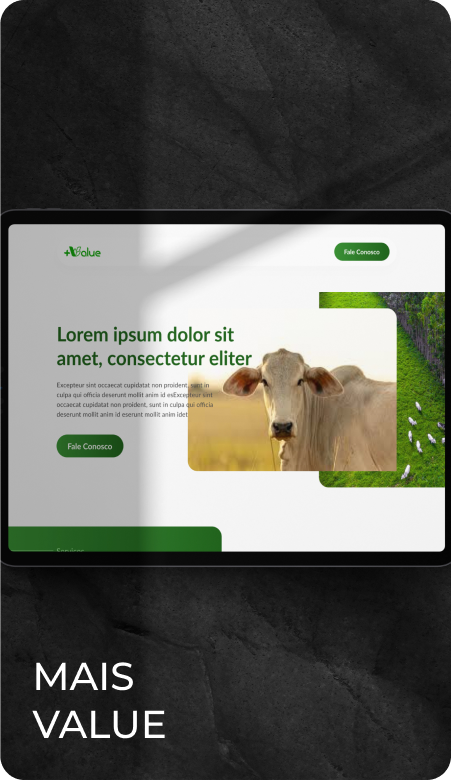 +Value
Fale Conosco
Lorem ipsum dolor sit
amet, consectetur eliter
Excepteur sint occaecat cupidatat non proident, sunt in
culpa qui officia deserunt mollit anim id esExcepteur sint
occaecat cupidatat non proident, sunt in culpa qui officia
deserunt mollit anim id eserunt mollit anim idet
Fale Conosco
MAIS
VALUE